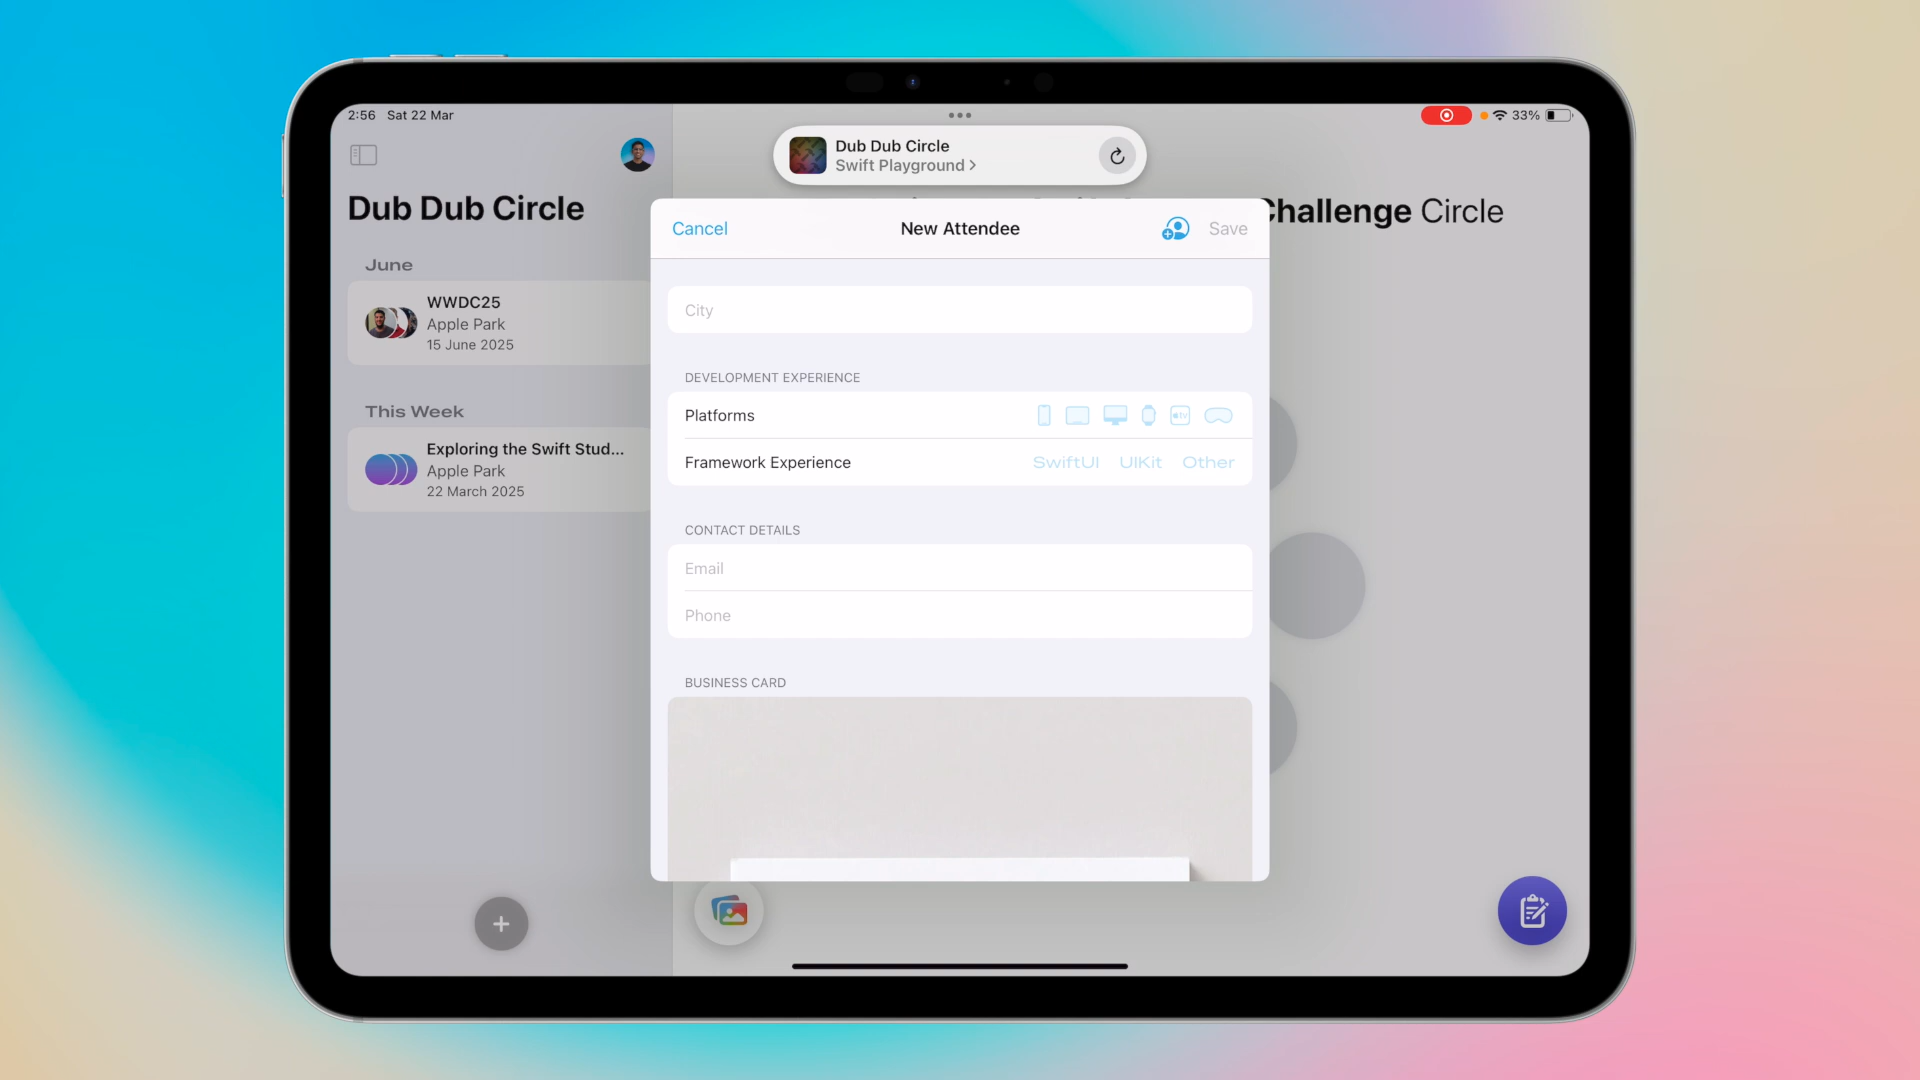 2:56 Sat 22 Mar
33%
Dub Dub Circle
Swift Playground >
Dub Dub Circle
Challenge Circle
June
WWDC25
Apple Park
15 June 2025
This Week
Exploring the Swift Stud...
Apple Park
22 March 2025
Cancel
New Attendee
Save
City
DEVELOPMENT EXPERIENCE
Platforms
tv
Framework Experience
SwiftUI UIKit Other
CONTACT DETAILS
Email
Phone
BUSINESS CARD